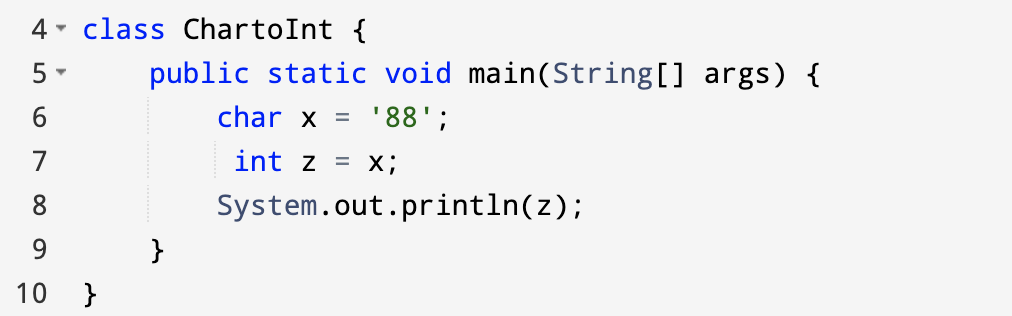 4 class ChartoInt {
5 public static void main(String[] args) {
6 char x = '88';
7 int z = x;
8 System.out.println(z);
9 }
10 }